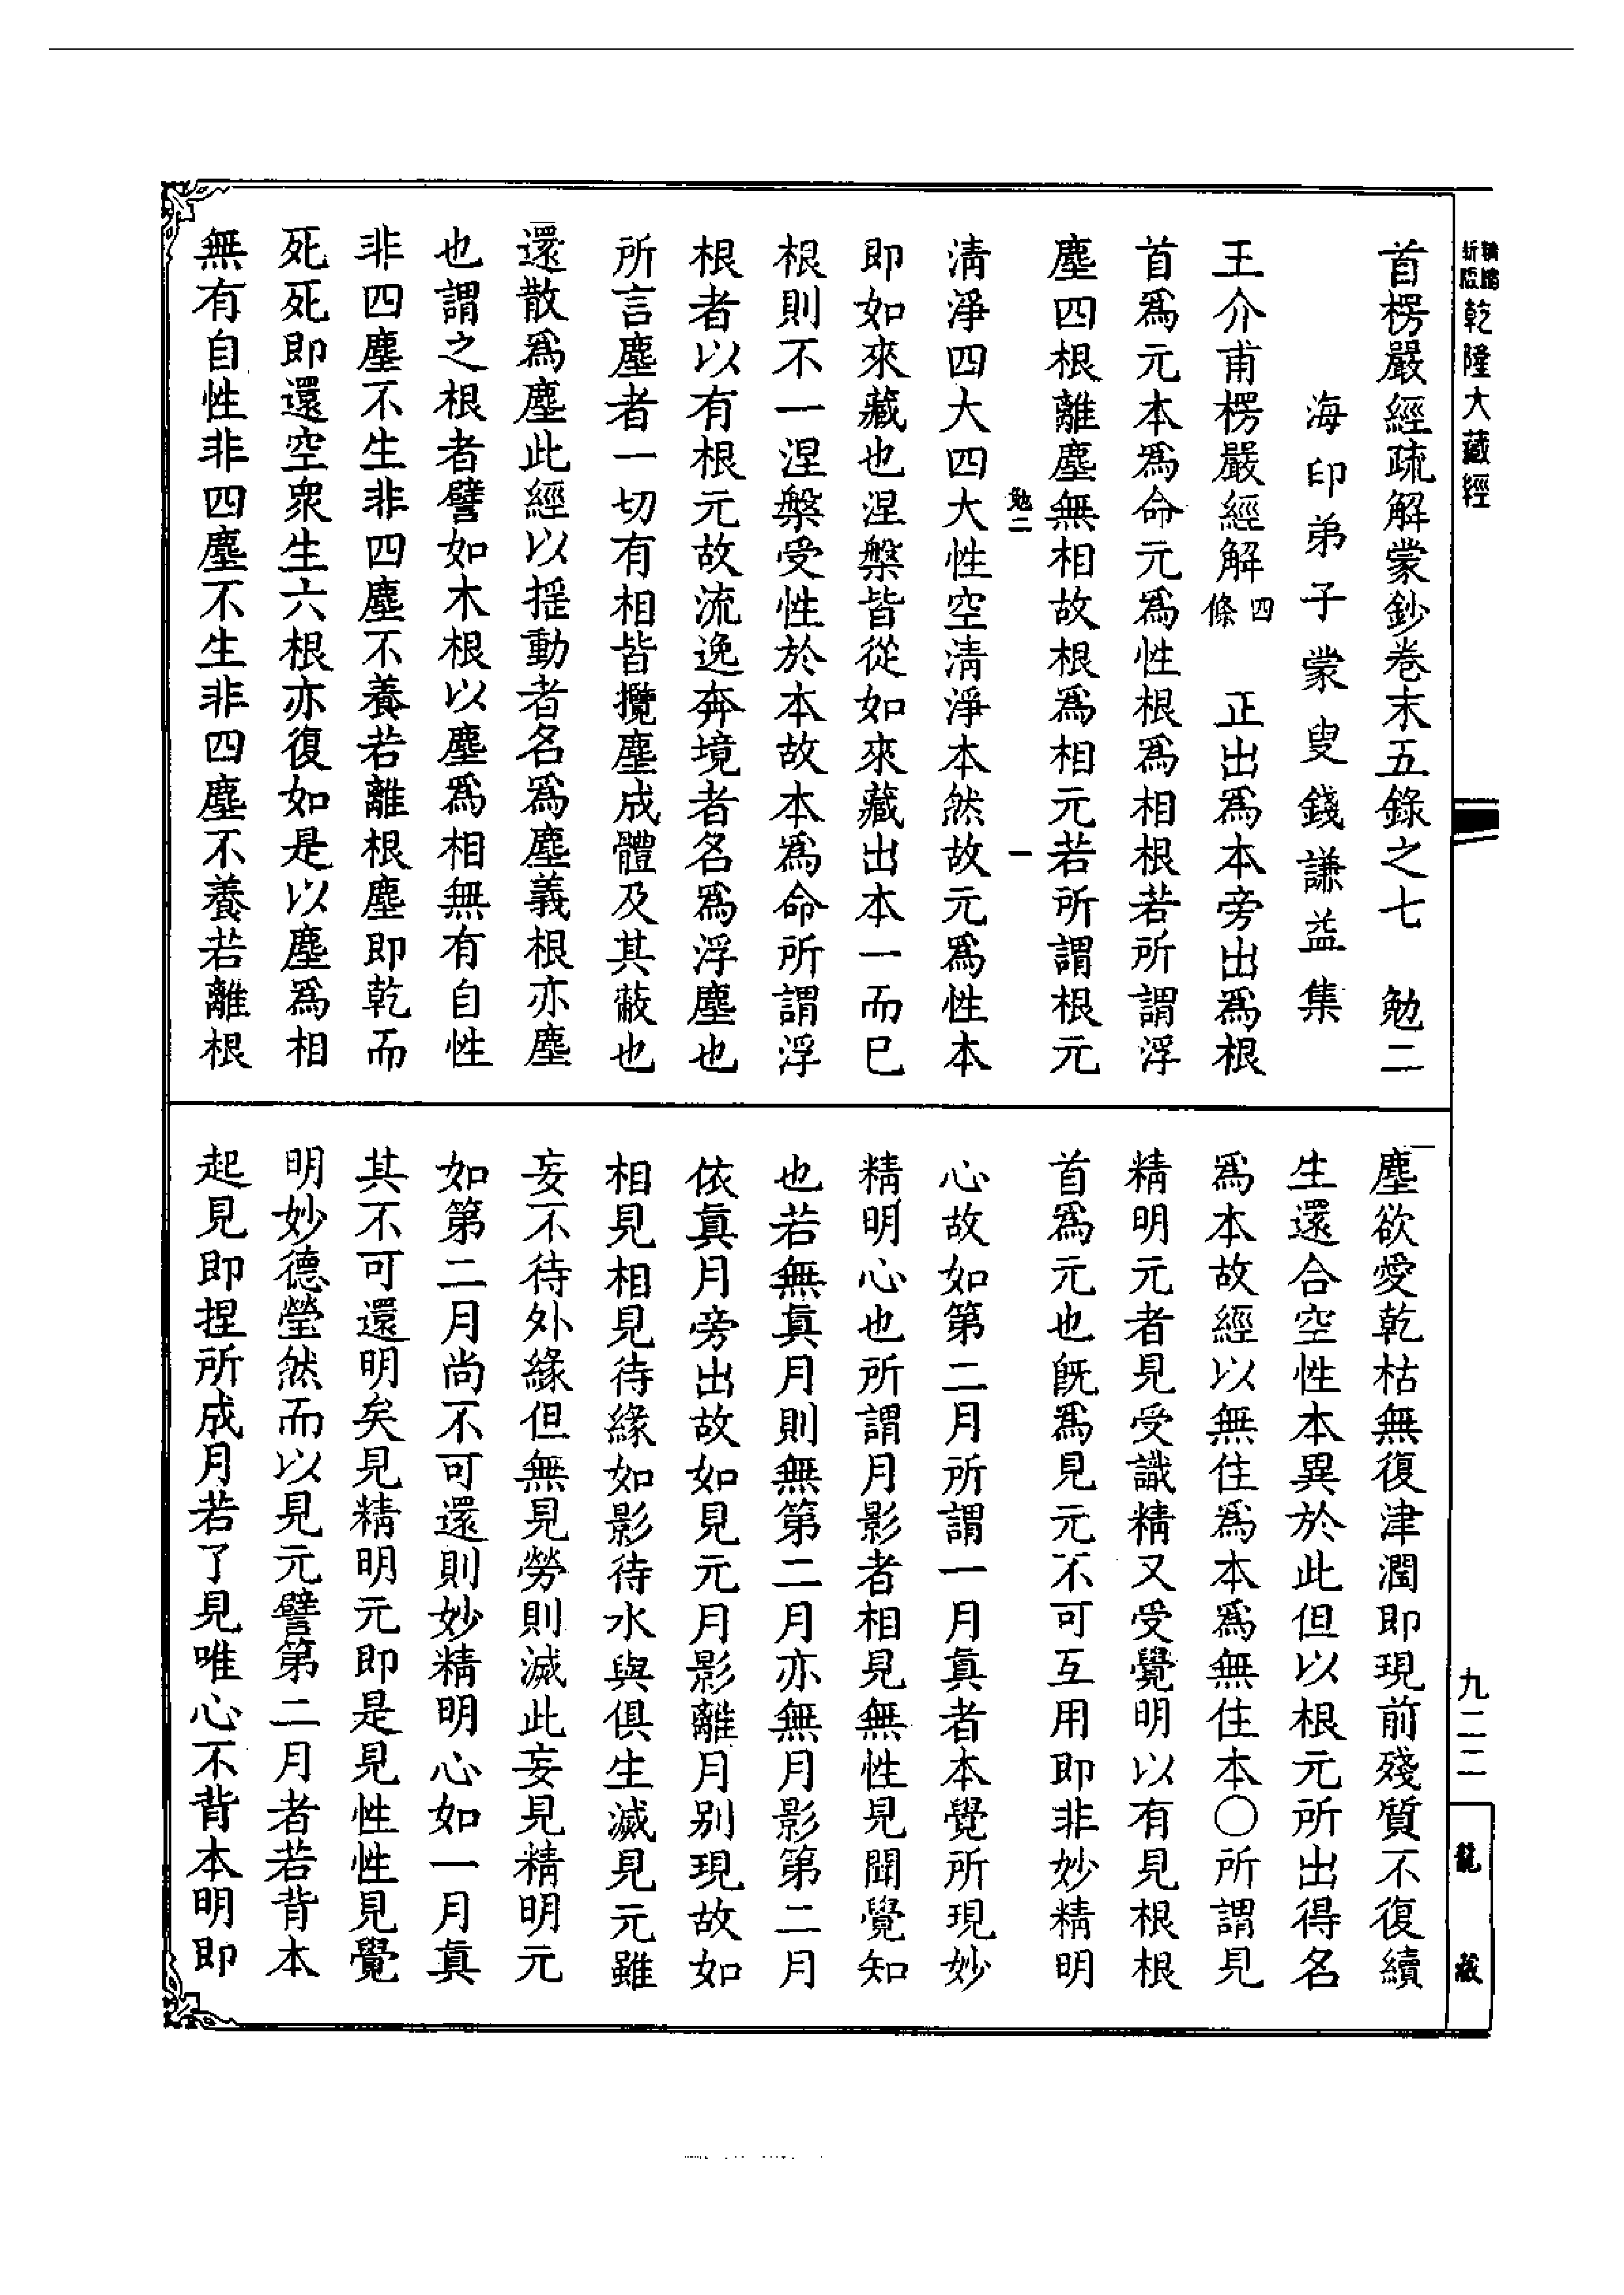 乾隆大藏經
首楞嚴經疏解蒙鈔卷末五錄之七　勉二
海印弟子蒙叟錢謙益集
王介甫楞嚴經解四條　正出爲本旁出爲根
首爲元本爲命元爲性根爲相根若所謂浮
塵四根離塵無相故根爲相元若所謂根元
勉二　一
清淨四大四大性空清淨本然故元爲性本
即如來藏也涅槃皆從如來藏出本一而已
根則不一涅槃受性於本故本爲命所謂浮
根者以有根元故流逸奔境者名爲浮塵也
所言塵者一切有相皆攬塵成體及其蔽也
還散爲塵此經以揺動者名爲塵義根亦塵
也謂之根者譬如木根以塵爲相無有自性
非四塵不生非四塵不養若離根塵即乾而
死死即還空衆生六根亦復如是以塵爲相
無有自性非四塵不生非四塵不養若離根
塵欲愛乾枯無復津潤即現前殘質不復續
生還合空性本異於此但以根元所出得名
爲本故經以無住爲本爲無住本○所謂見
精明元者見受識精又受覺明以有見根根
首爲元也旣爲見元不可互用即非妙精明
心故如第二月所謂一月真者本覺所現妙
精明心也所謂月影者相見無性見聞覺知
也若無真月則無第二月亦無月影第二月
依真月旁出故如見元月影離月别現故如
相見相見待緣如影待水與俱生滅見元雖
妄不待外緣但無見勞則滅此妄見精明元
如第二月尚不可還則妙精明心如一月真
其不可還明矣見精明元即是見性性見覺
明妙德瑩然而以見元譬第二月者若背本
起見即捏所成月若了見唯心不背本明即
九二二
龍藏